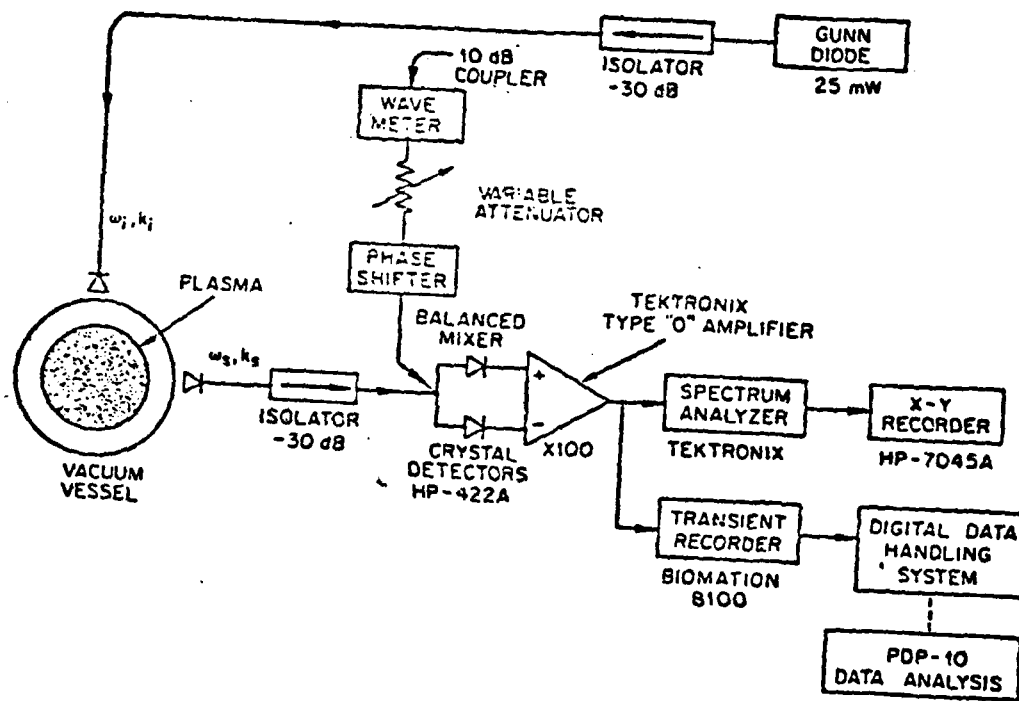 GUNN
DIODE
25 mW
ISOLATOR
-30 dB
10 dB
COUPLER
WAVE
METER
VARIABLE
ATTENUATOR
PHASE
SHIFTER
ωi, ki
PLASMA
VACUUM
VESSEL
ωs, ks
ISOLATOR
-30 dB
BALANCED
MIXER
CRYSTAL
DETECTORS
HP-422A
TEKTRONIX
TYPE "O" AMPLIFIER
+
-
X100
SPECTRUM
ANALYZER
TEKTRONIX
X-Y
RECORDER
HP-7045A
TRANSIENT
RECORDER
BIOMATION
8100
DIGITAL DATA
HANDLING
SYSTEM
PDP-10
DATA ANALYSIS